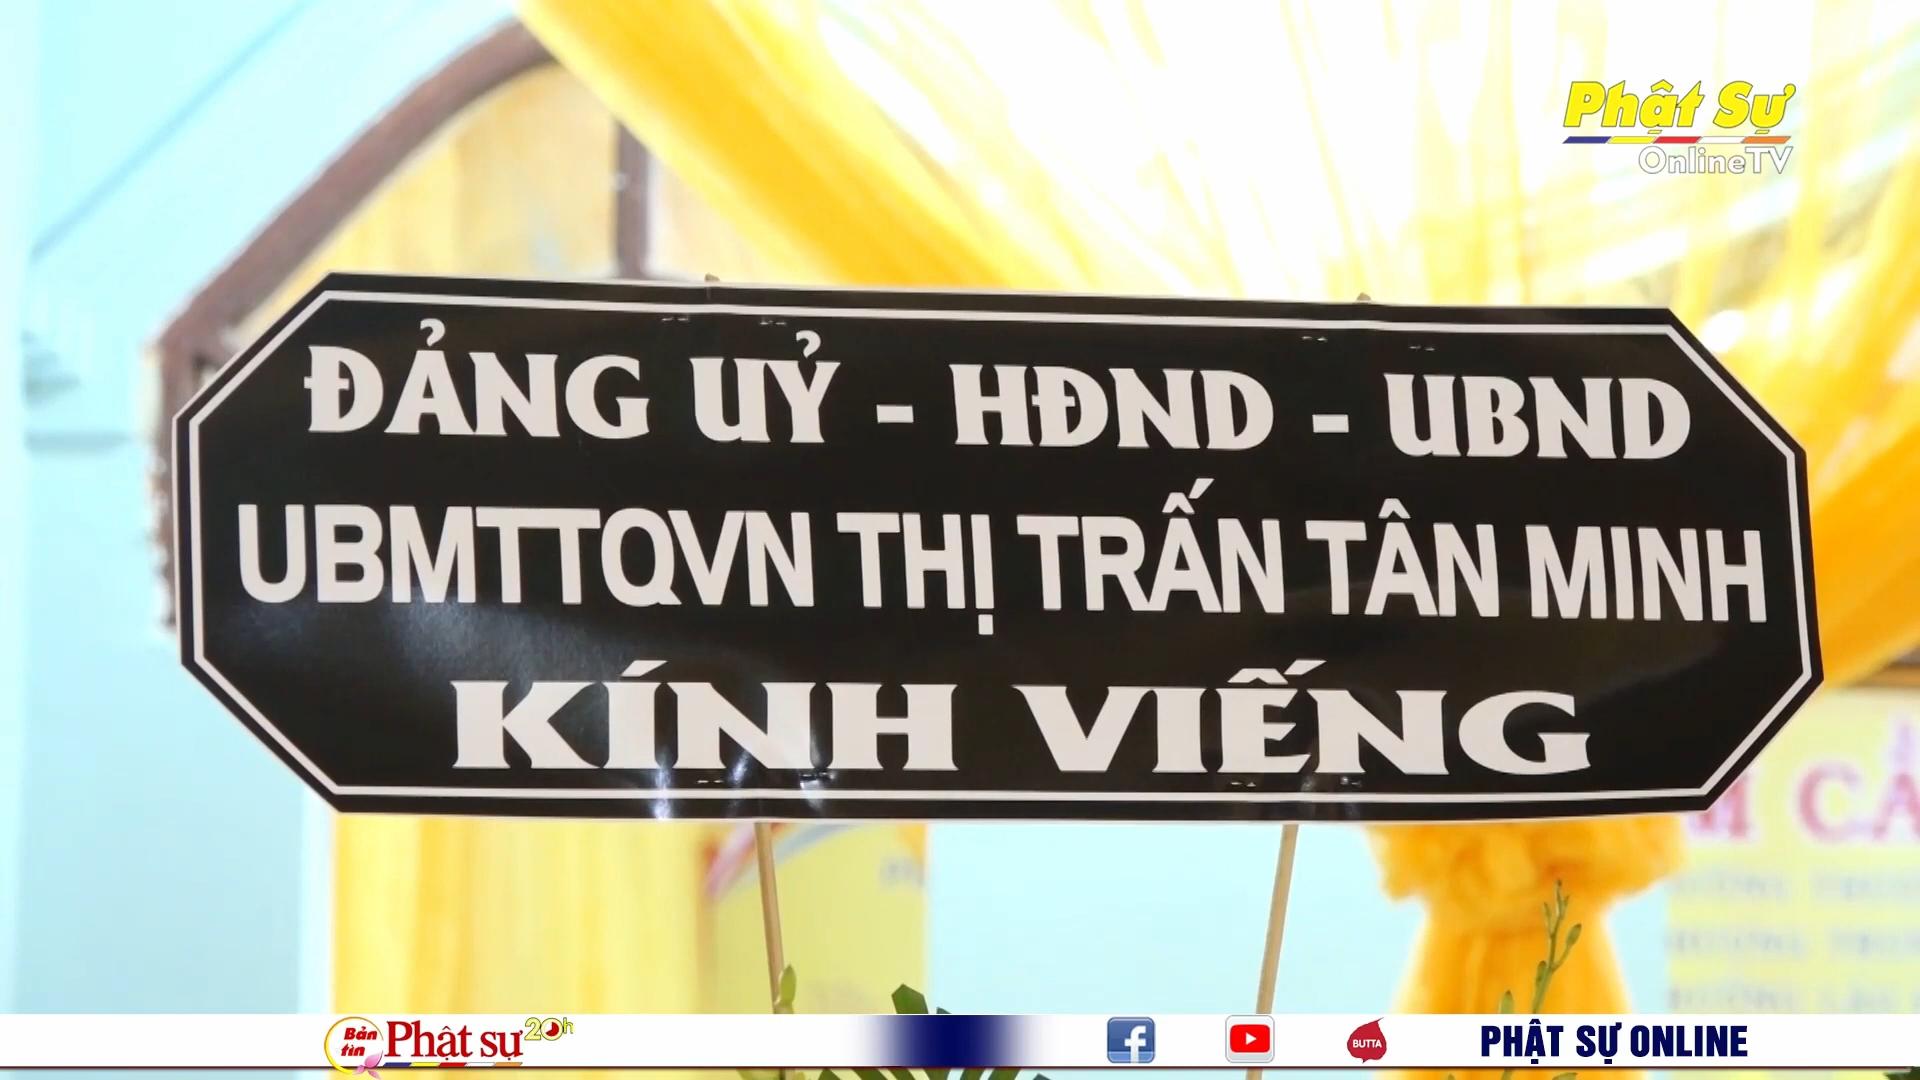 Phật Sự
OnlineTV
ĐẢNG UỶ - HĐND - UBND
UBMTTQVN THỊ TRẤN TÂN MINH
KÍNH VIẾNG
Bản tin Phật sự 20h
BUTTA
PHẬT SỰ ONLINE